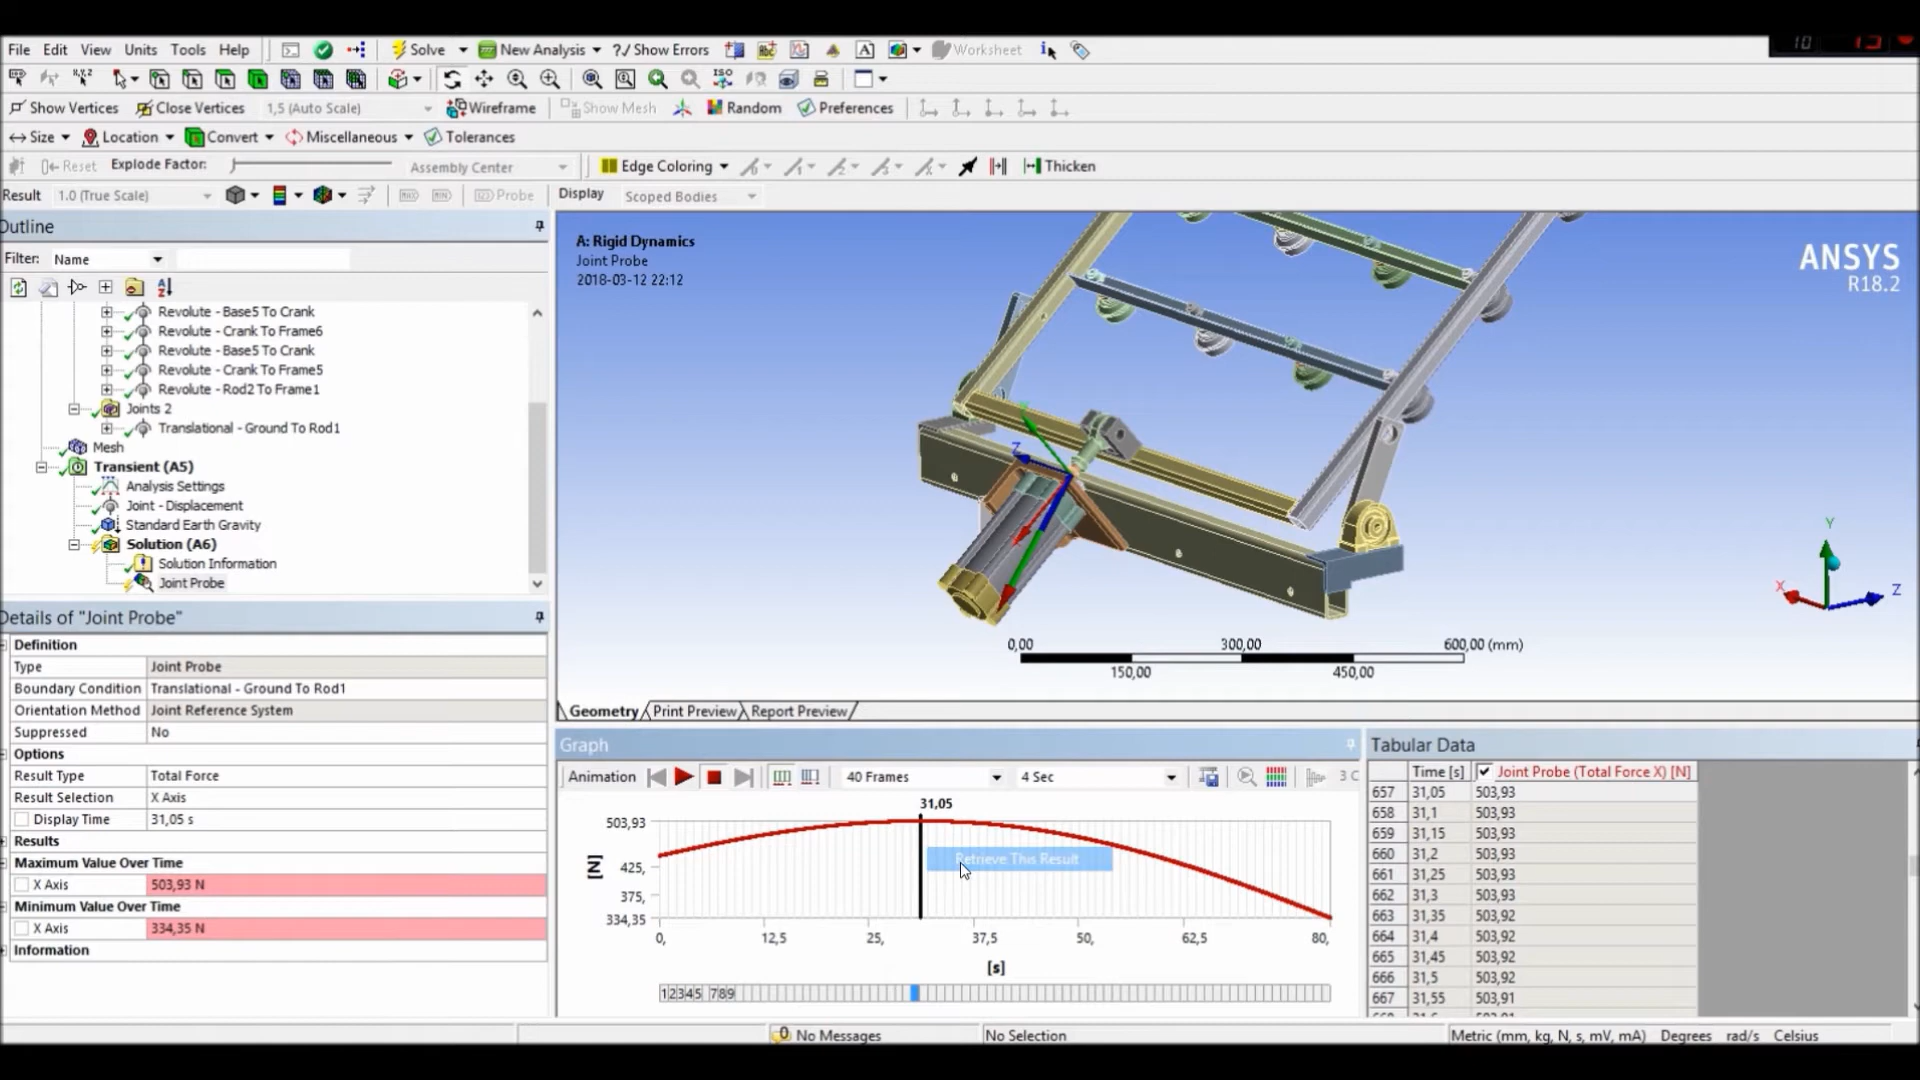 10 13
File Edit View Units Tools Help Solve New Analysis ?/ Show Errors A Worksheet
ISO
Show Vertices Close Vertices 1,5 (Auto Scale) Wireframe Show Mesh Random Preferences
Size Location Convert Miscellaneous Tolerances
Reset Explode Factor: Assembly Center Edge Coloring Thicken
Result 1.0 (True Scale) MAX MIN Probe Display Scoped Bodies
Outline
Filter: Name
Revolute - Base5 To Crank
Revolute - Crank To Frame6
Revolute - Base5 To Crank
Revolute - Crank To Frame5
Revolute - Rod2 To Frame1
Joints 2
Translational - Ground To Rod1
Mesh
Transient (A5)
Analysis Settings
Joint - Displacement
Standard Earth Gravity
Solution (A6)
Solution Information
Joint Probe
Details of "Joint Probe"
Definition
Type Joint Probe
Boundary Condition Translational - Ground To Rod1
Orientation Method Joint Reference System
Suppressed No
Options
Result Type Total Force
Result Selection X Axis
Display Time 31,05 s
Results
Maximum Value Over Time
X Axis 503,93 N
Minimum Value Over Time
X Axis 334,35 N
Information
A: Rigid Dynamics
Joint Probe
2018-03-12 22:12
ANSYS
R18.2
Z
Y
X Z
0,00 300,00 600,00 (mm)
150,00 450,00
Geometry Print Preview Report Preview
Graph
Animation 40 Frames 4 Sec 3 C
31,05
503,93
425,
375,
334,35
[N]
Retrieve This Result
0, 12,5 25, 37,5 50, 62,5 80,
[s]
12345 789
Tabular Data
Time [s] Joint Probe (Total Force X) [N]
657 31,05 503,93
658 31,1 503,93
659 31,15 503,93
660 31,2 503,93
661 31,25 503,93
662 31,3 503,93
663 31,35 503,92
664 31,4 503,92
665 31,45 503,92
666 31,5 503,92
667 31,55 503,91
No Messages No Selection Metric (mm, kg, N, s, mV, mA) Degrees rad/s Celsius